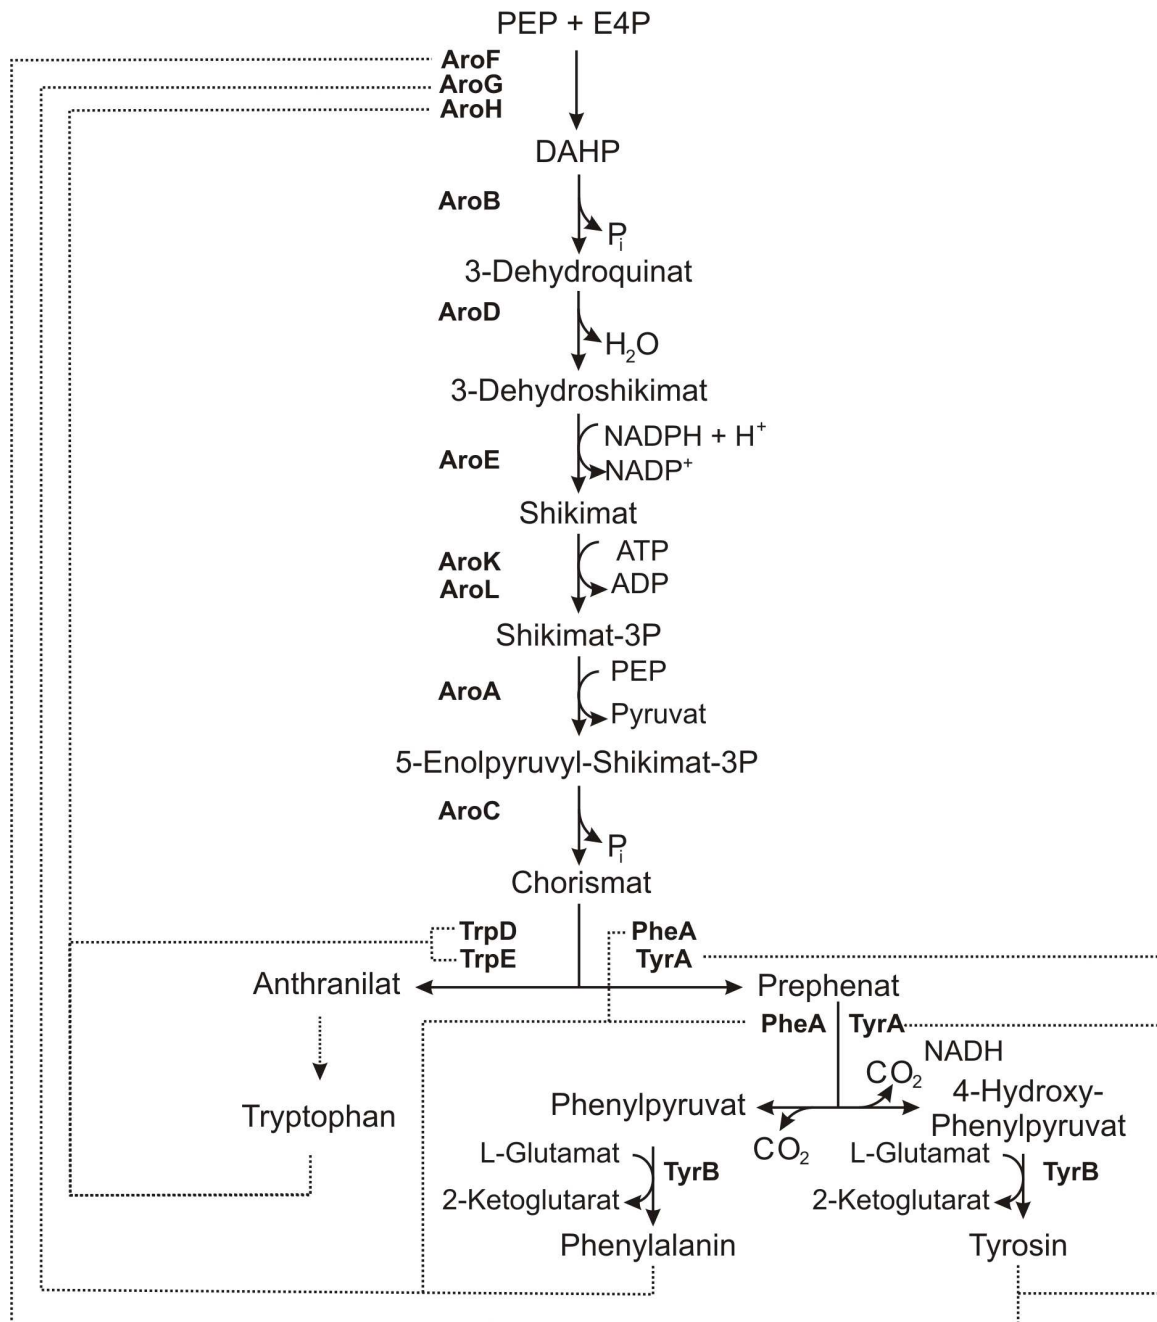 PEP + E4P
AroF
AroG
AroH
DAHP
AroB
Pi
3-Dehydroquinat
AroD
H2O
3-Dehydroshikimat
NADPH + H+
AroE
NADP+
Shikimat
ATP
AroK
ADP
AroL
Shikimat-3P
PEP
AroA
Pyruvat
5-Enolpyruvyl-Shikimat-3P
AroC
Pi
Chorismat
TrpD
PheA
TrpE
TyrA
Anthranilat
Prephenat
PheA
TyrA
NADH
CO2
4-Hydroxy-
Phenylpyruvat
Phenylpyruvat
Tryptophan
CO2
L-Glutamat
TyrB
2-Ketoglutarat
L-Glutamat
TyrB
2-Ketoglutarat
Phenylalanin
Tyrosin